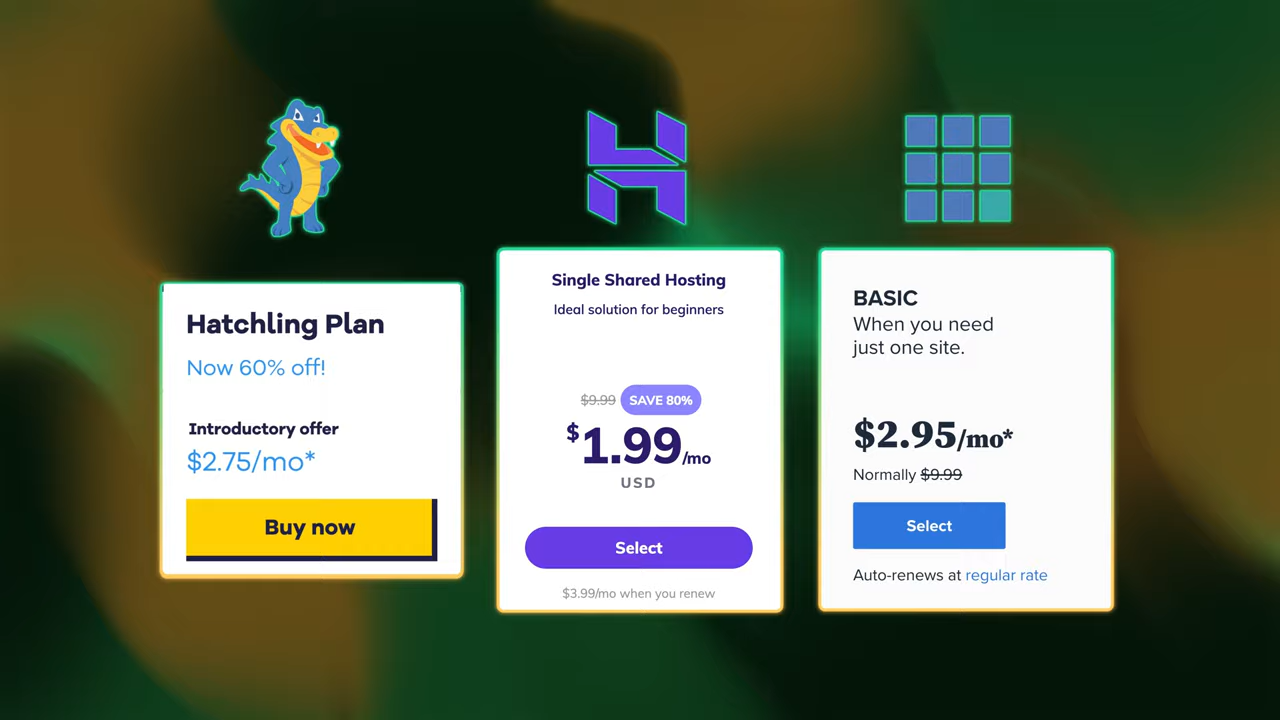 Hatchling Plan
Now 60% off!
Introductory offer
$2.75/mo*
Buy now
Single Shared Hosting
Ideal solution for beginners
$9.99 SAVE 80%
$1.99/mo
USD
Select
$3.99/mo when you renew
BASIC
When you need
just one site.
$2.95/mo*
Normally $9.99
Select
Auto-renews at regular rate